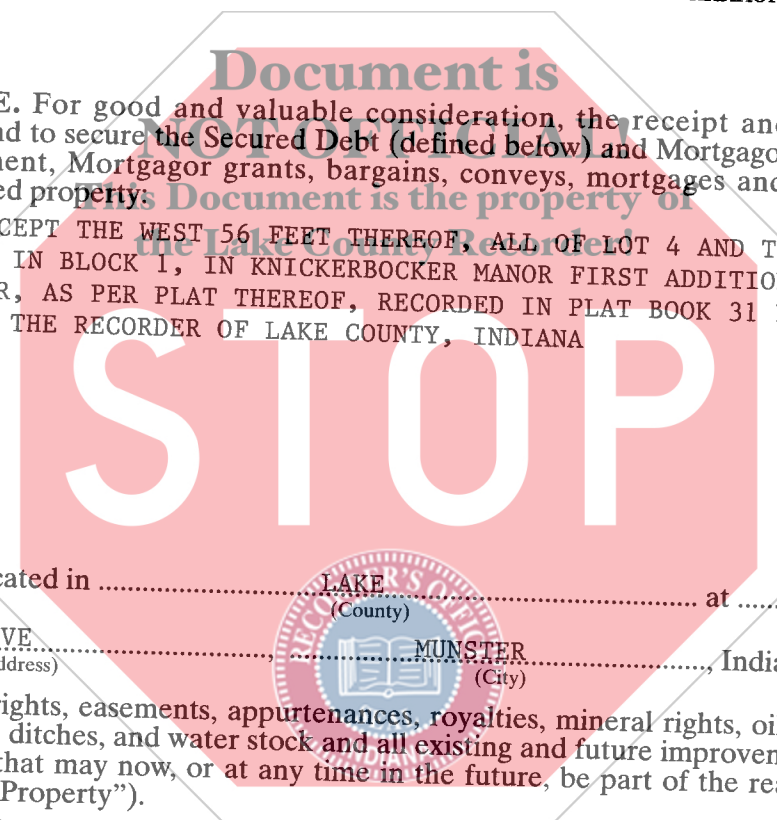 Document is
E. For good and valuable consideration, the receipt and
NOT OFFICIAL!
nd to secure the Secured Debt (defined below) and Mortgago
ment, Mortgagor grants, bargains, conveys, mortgages and
ed property:
This Document is the property of
CEPT THE WEST 56 FEET THEREOF, ALL OF LOT 4 AND T
the Lake County Recorder!
IN BLOCK 1, IN KNICKERBOCKER MANOR FIRST ADDITIO
R, AS PER PLAT THEREOF, RECORDED IN PLAT BOOK 31
THE RECORDER OF LAKE COUNTY, INDIANA
STOP
cated in ........ LAKE ........ at .....
(County)
RECORDER'S OFFICE
VE ........, ........ MUNSTER ........, India
ddress)
(City)
rights, easements, appurtenances, royalties, mineral rights, oi
ditches, and water stock and all existing and future improvem
INDIANA
that may now, or at any time in the future, be part of the rea
Property”).